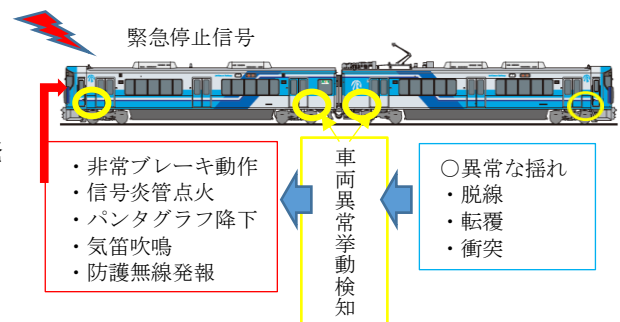 緊急停止信号
・非常ブレーキ動作
・信号炎管点火
・パンタグラフ降下
・気笛吹鳴
・防護無線発報
車両異常挙動検知
○異常な揺れ
・脱線
・転覆
・衝突